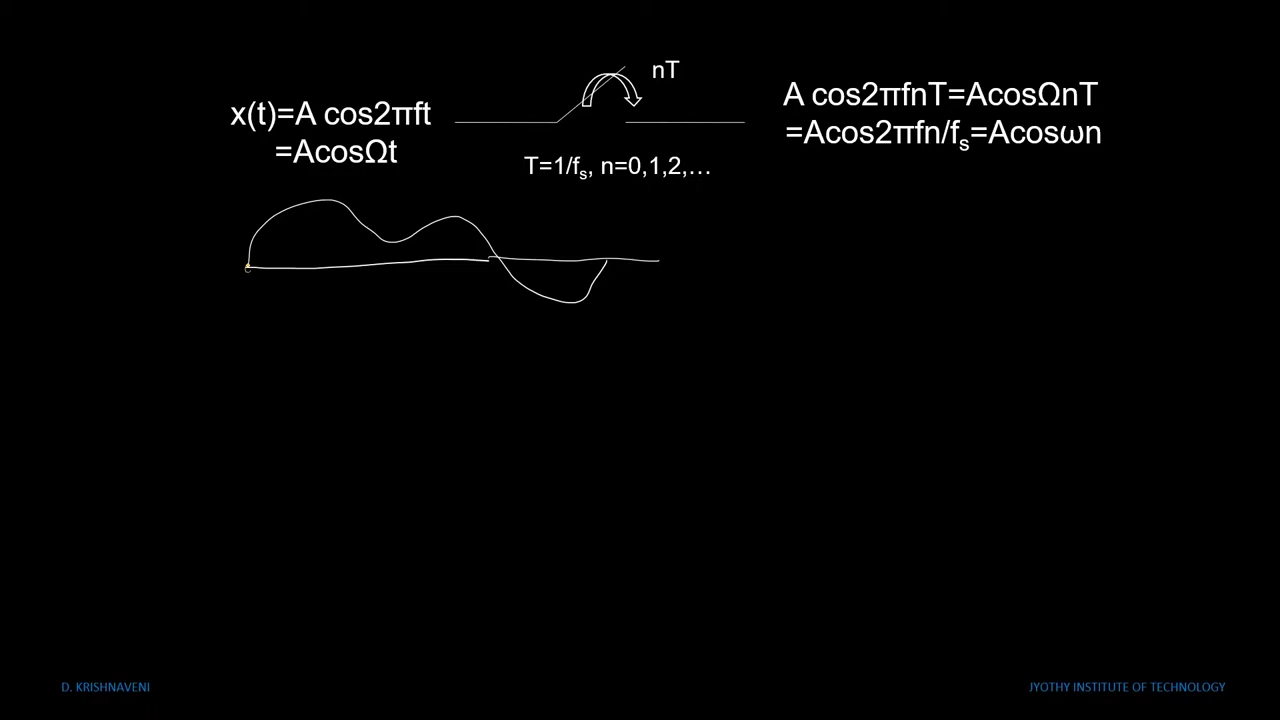 x(t)=A cos2πft
=AcosΩt
nT
T=1/fₛ, n=0,1,2,…
A cos2πfnT=AcosΩnT
=Acos2πfn/fₛ=Acosωn
D. KRISHNAVENI
JYOTHY INSTITUTE OF TECHNOLOGY